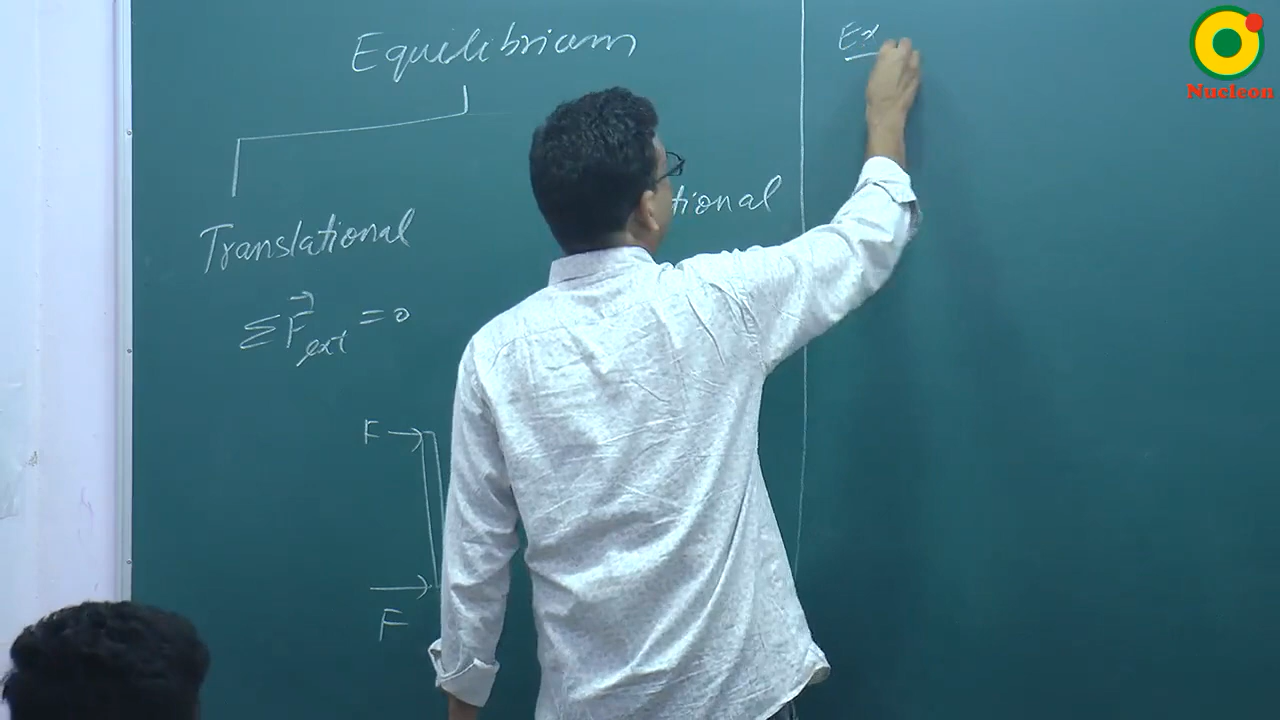 Equilibrium
Translational
tional
ΣF⃗ext = 0
F
F
Ex
Nucleon